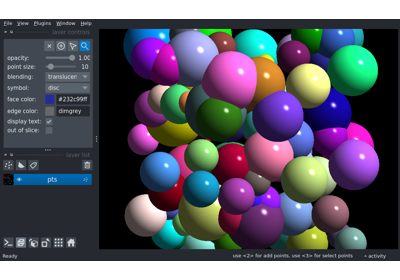 File View Plugins Window Help
layer controls
opacity: 1.00
point size: 10
blending: translucen
symbol: disc
face color: #232c99ff
edge color: dimgrey
display text:
out of slice:
layer list
pts
Ready use <2> for add points, use <3> for select points activity